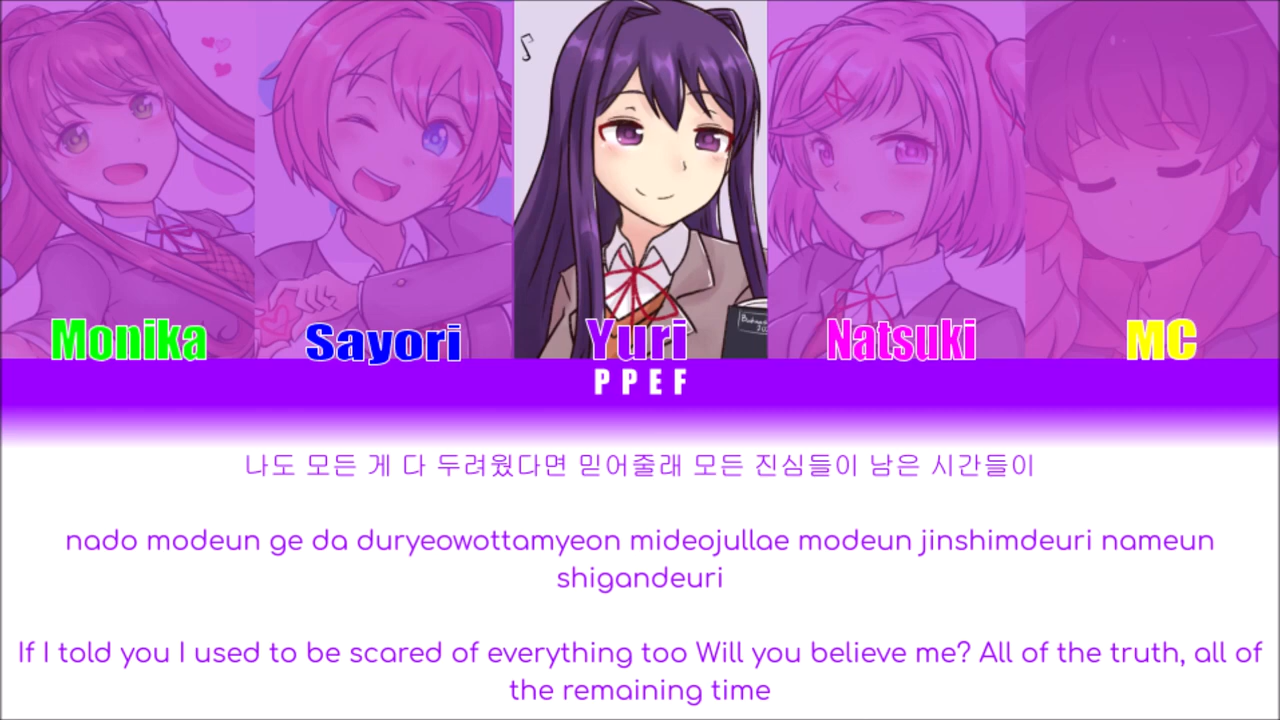 Monika
Sayori
Yuri
Natsuki
MC
PPEF
나도 모든 게 다 두려웠다면 믿어줄래 모든 진심들이 남은 시간들이
nado modeun ge da duryeowottamyeon mideojullae modeun jinshimdeuri nameun
shigandeuri
If I told you I used to be scared of everything too Will you believe me? All of the truth, all of
the remaining time